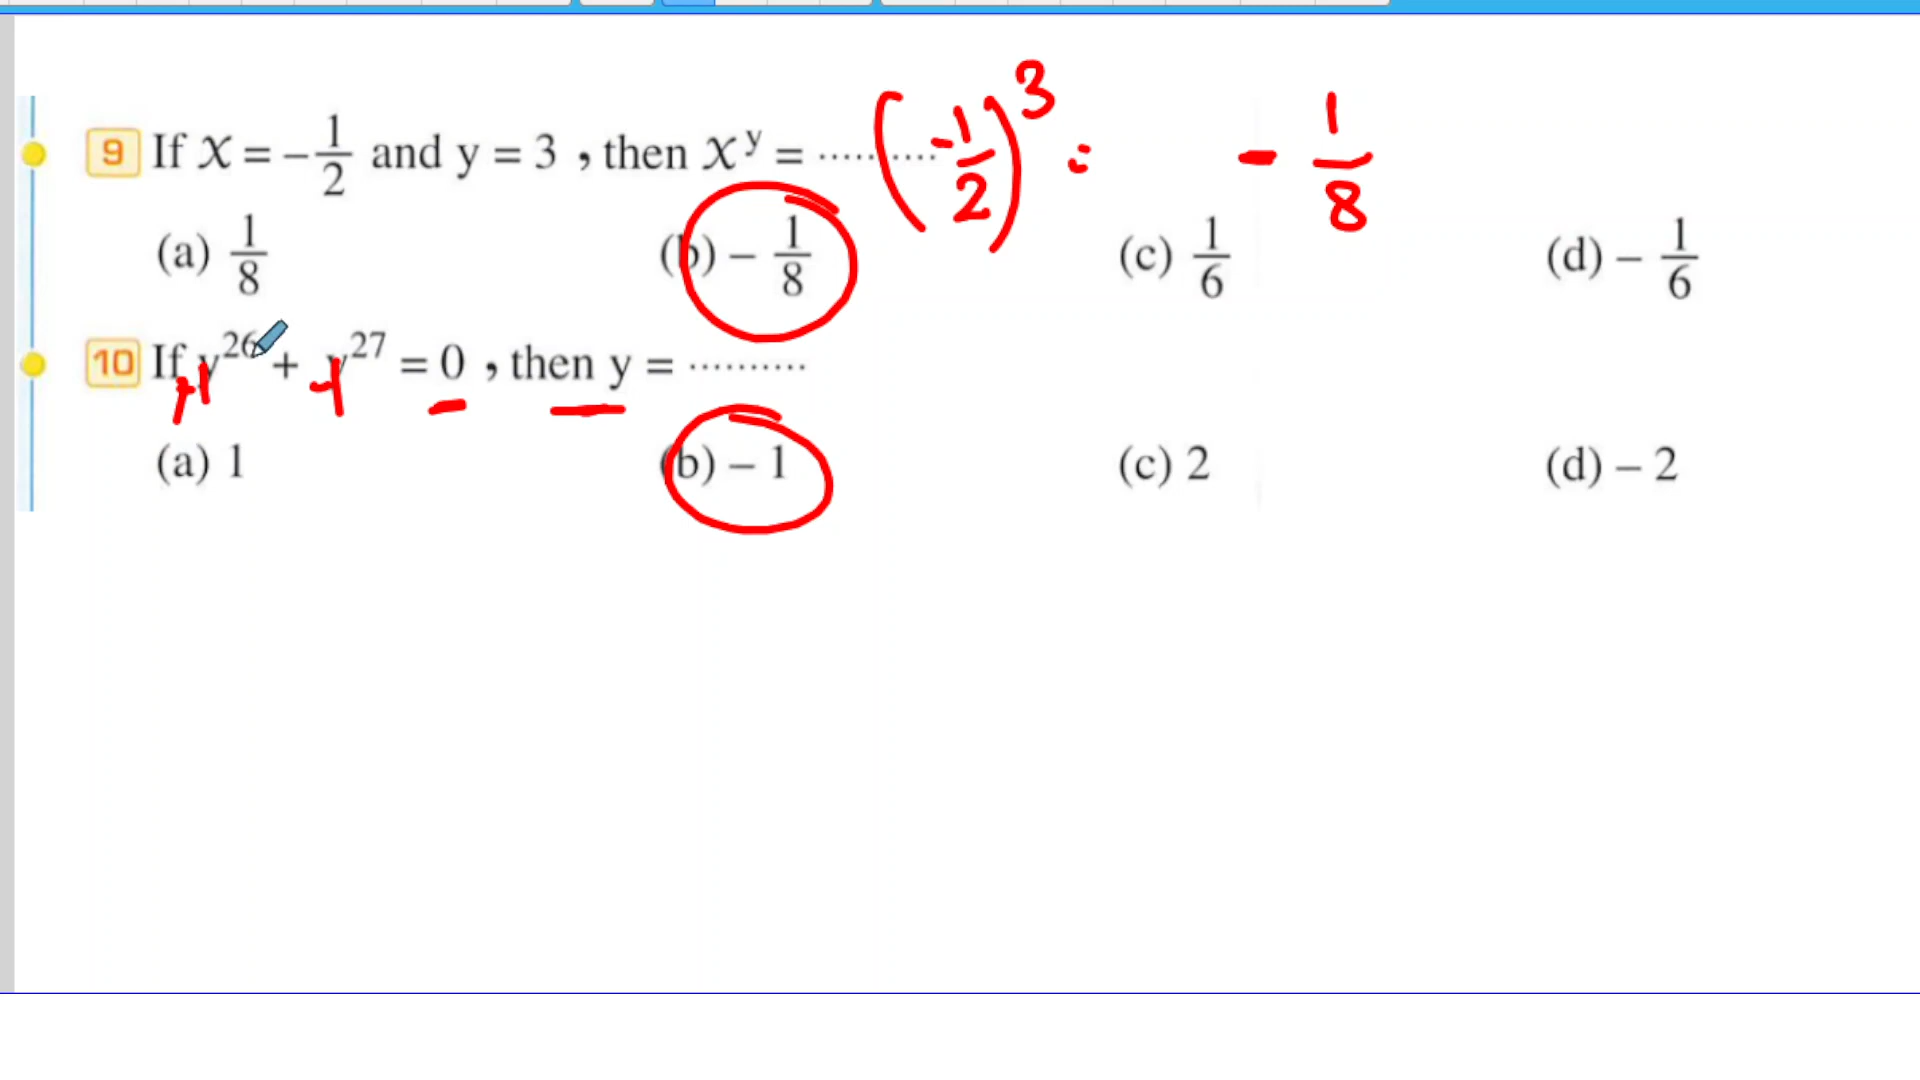 9 If x = -1/2 and y = 3 , then x^y = .......... (-1/2)^3 = - 1/8
(a) 1/8 (b) - 1/8 (c) 1/6 (d) - 1/6
10 If y^26 + y^27 = 0 , then y = ..........
-1 -1
(a) 1 (b) - 1 (c) 2 (d) - 2